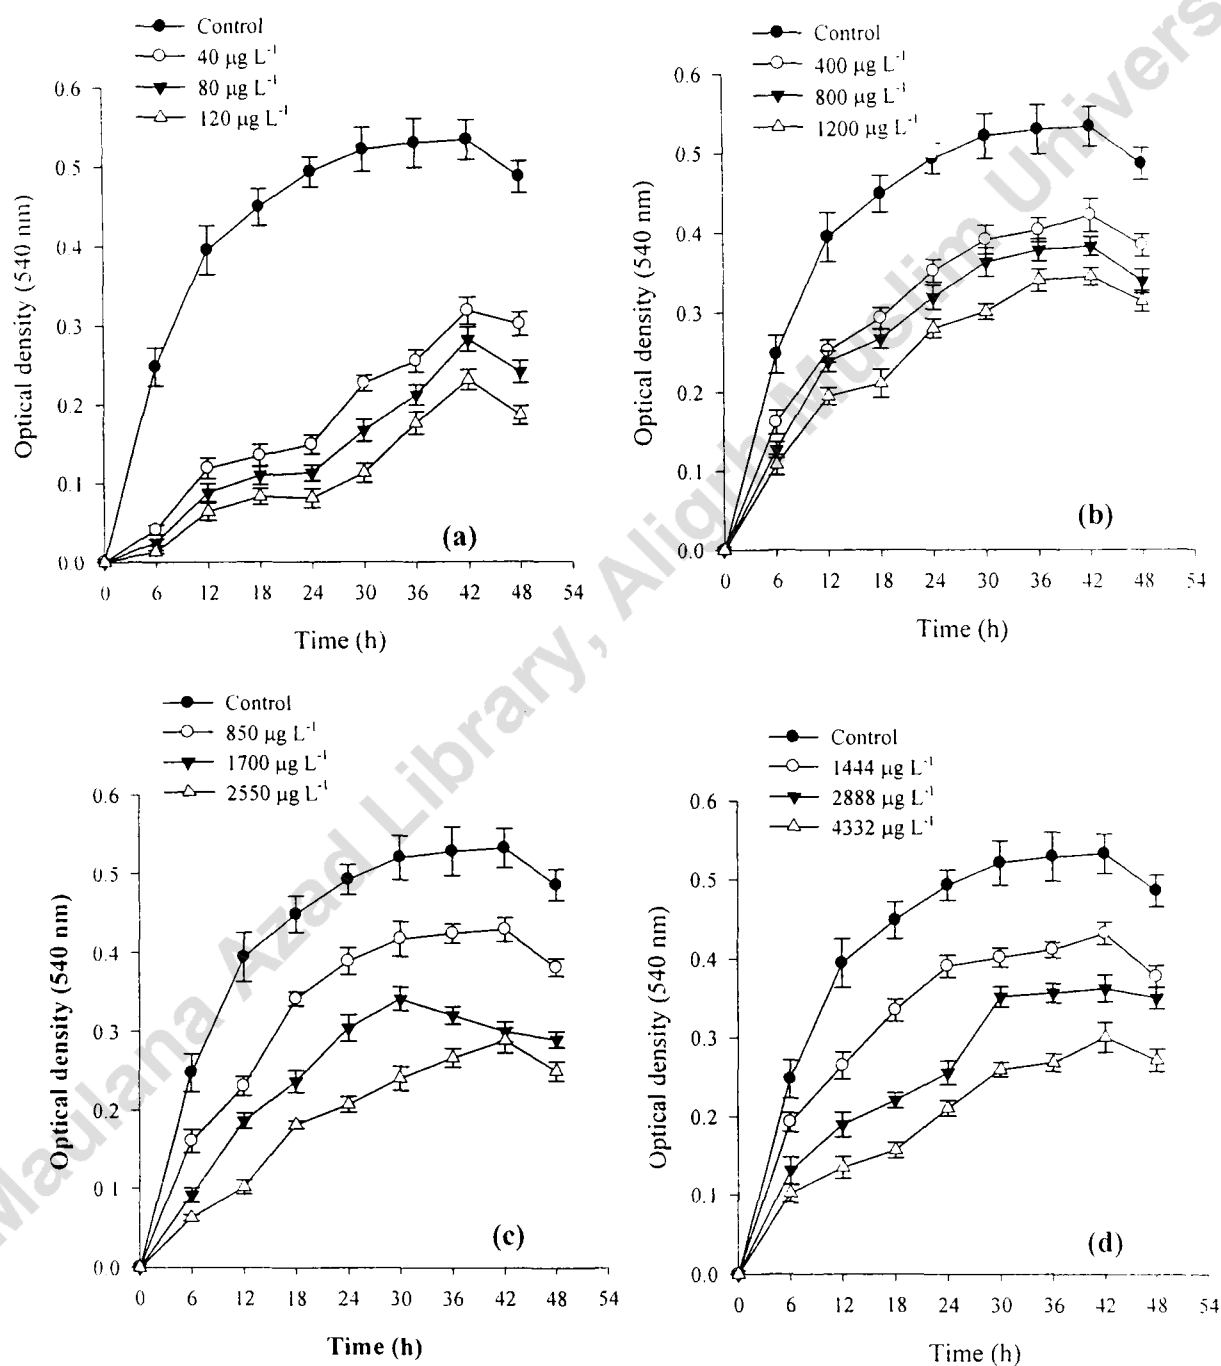 Control
40 µg L⁻¹
80 µg L⁻¹
120 µg L⁻¹
Optical density (540 nm)
0.6
0.5
0.4
0.3
0.2
0.1
0.0
(a)
0 6 12 18 24 30 36 42 48 54
Time (h)
Control
400 µg L⁻¹
800 µg L⁻¹
1200 µg L⁻¹
Optical density (540 nm)
0.6
0.5
0.4
0.3
0.2
0.1
0.0
(b)
0 6 12 18 24 30 36 42 48 54
Time (h)
Control
850 µg L⁻¹
1700 µg L⁻¹
2550 µg L⁻¹
Optical density (540 nm)
0.6
0.5
0.4
0.3
0.2
0.1
0.0
(c)
0 6 12 18 24 30 36 42 48 54
Time (h)
Control
1444 µg L⁻¹
2888 µg L⁻¹
4332 µg L⁻¹
Optical density (540 nm)
0.6
0.5
0.4
0.3
0.2
0.1
0.0
(d)
0 6 12 18 24 30 36 42 48 54
Time (h)
Maulana Azad Library, Aligrh Muslim Univers